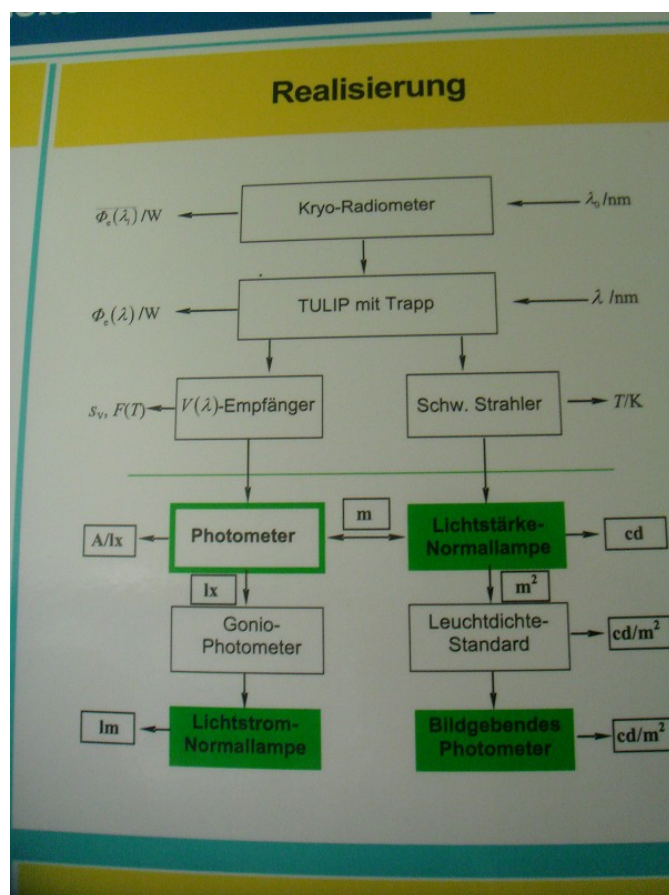 Realisierung
Φₑ(λᵢ)/W
Kryo-Radiometer
λ₀/nm
Φₑ(λ)/W
TULIP mit Trapp
λ/nm
sᵥ, F(T)
V(λ)-Empfänger
Schw. Strahler
T/K
A/lx
Photometer
m
Lichtstärke-
Normallampe
cd
lx
m²
Gonio-
Photometer
Leuchtdichte-
Standard
cd/m²
lm
Lichtstrom-
Normallampe
Bildgebendes
Photometer
cd/m²